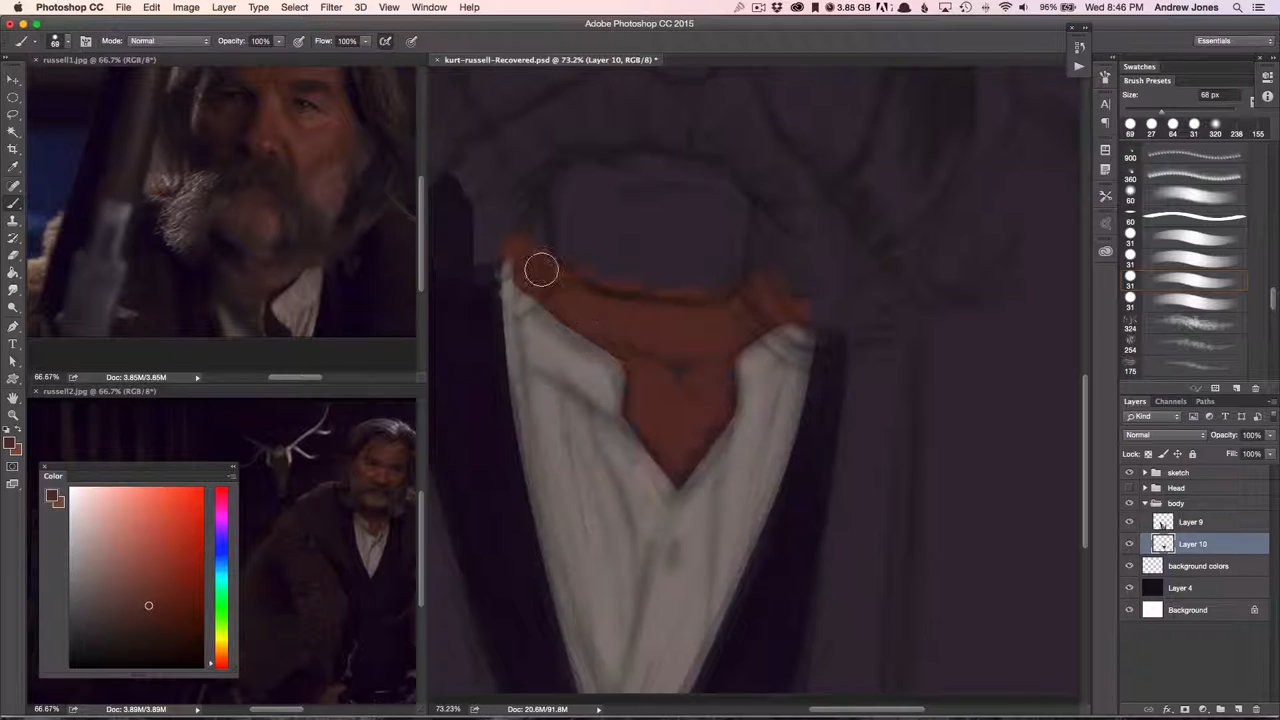 Photoshop CC File Edit Image Layer Type Select Filter 3D View Window Help 3.88 GB 96% Wed 8:46 PM Andrew Jones
Adobe Photoshop CC 2015
69 Mode: Normal Opacity: 100% Flow: 100% Essentials
russell1.jpg @ 66.7% (RGB/8*)
kurt-russell-Recovered.psd @ 73.2% (Layer 10, RGB/8) *
Swatches
Brush Presets
Size: 68 px
69 27 64 31 320 238 155
900
360
60
60
31
31
31
31
324
254
175
66.67% Doc: 3.85M/3.85M
russell2.jpg @ 66.7% (RGB/8*)
Color
Layers Channels Paths
Kind
Normal Opacity: 100%
Lock: Fill: 100%
sketch
Head
body
Layer 9
Layer 10
background colors
Layer 4
Background
66.67% Doc: 3.89M/3.89M
73.23% Doc: 20.6M/91.8M
fx